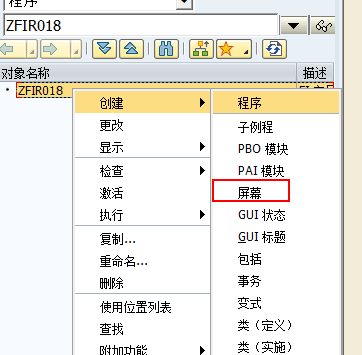 程序
ZFIR018
对象名称 描述
ZFIR018
创建
更改
显示
检查
激活
执行
复制...
重命名...
删除
使用位置列表
查找
附加功能
程序
子例程
PBO 模块
PAI 模块
屏幕
GUI 状态
GUI 标题
包括
事务
变式
类（定义）
类（实施）